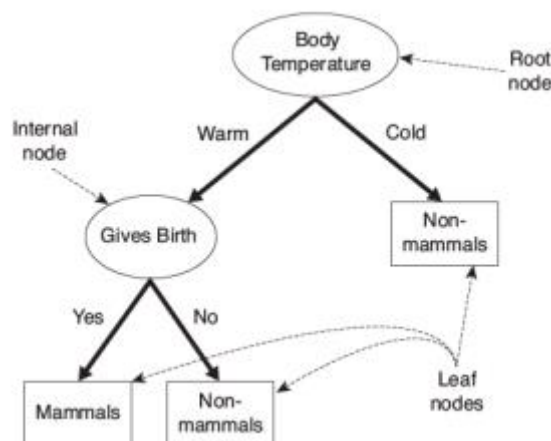 Body
Temperature
Root
node
Internal
node
Warm
Cold
Gives Birth
Non-
mammals
Yes
No
Mammals
Non-
mammals
Leaf
nodes